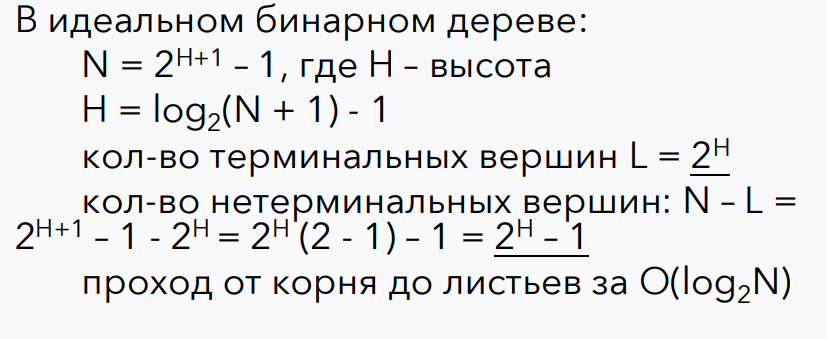 В идеальном бинарном дереве:
N = 2ᴴ⁺¹ – 1, где H – высота
H = log₂(N + 1) - 1
кол-во терминальных вершин L = 2ᴴ
кол-во нетерминальных вершин: N – L =
2ᴴ⁺¹ – 1 - 2ᴴ = 2ᴴ (2 - 1) – 1 = 2ᴴ – 1
проход от корня до листьев за O(log₂N)